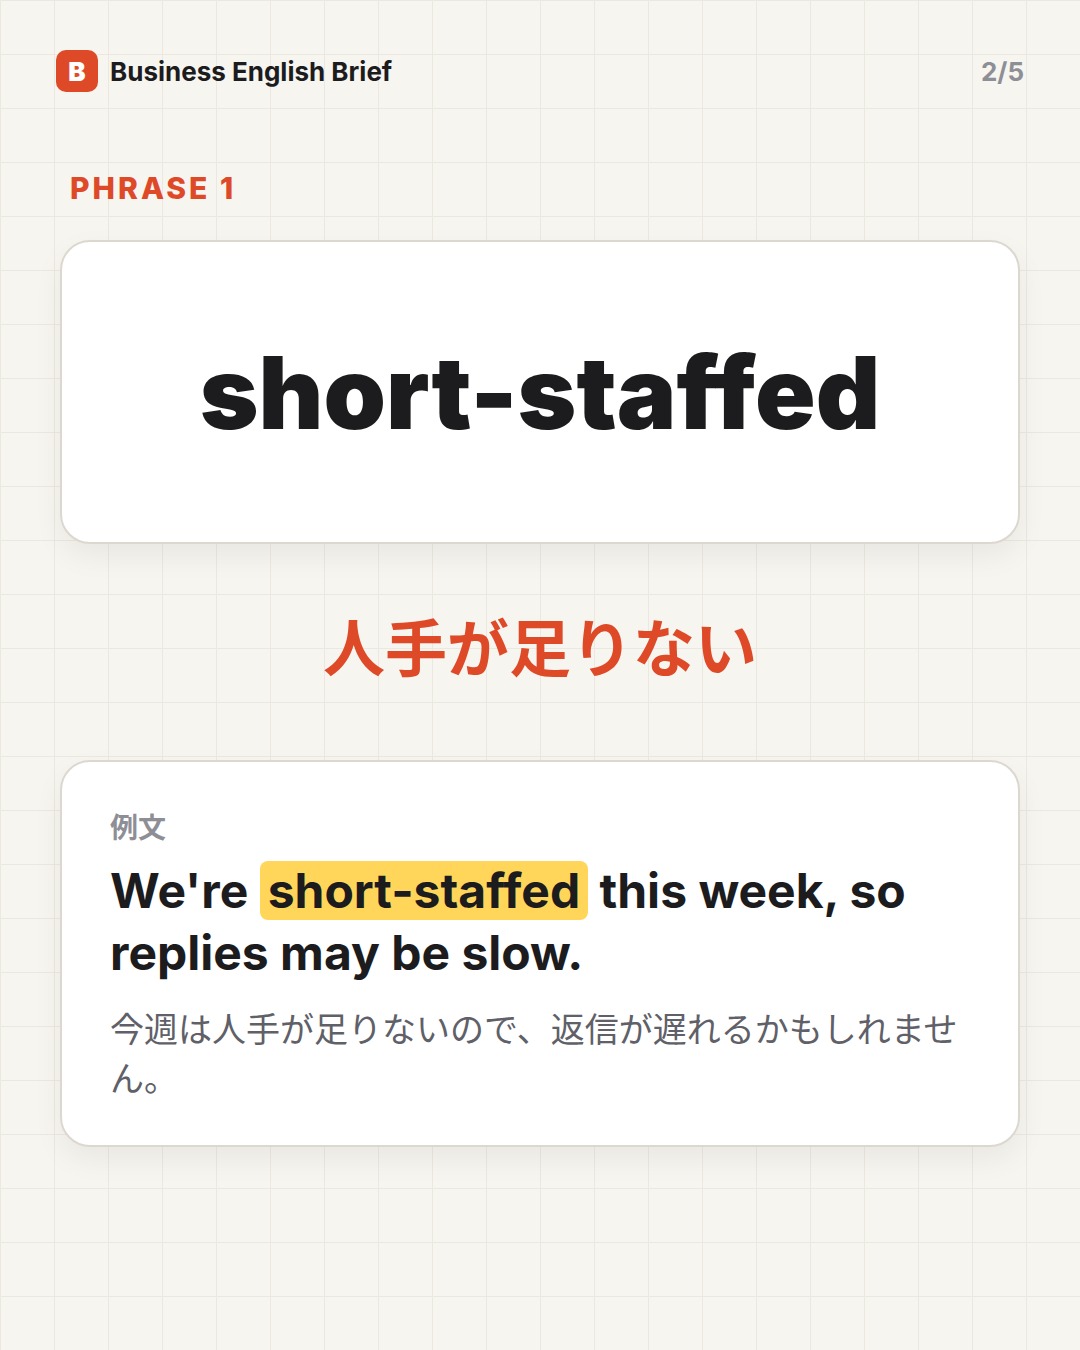 B Business English Brief 2/5
PHRASE 1
short-staffed
人手が足りない
例文
We're short-staffed this week, so
replies may be slow.
今週は人手が足りないので、返信が遅れるかもしれませ
ん。